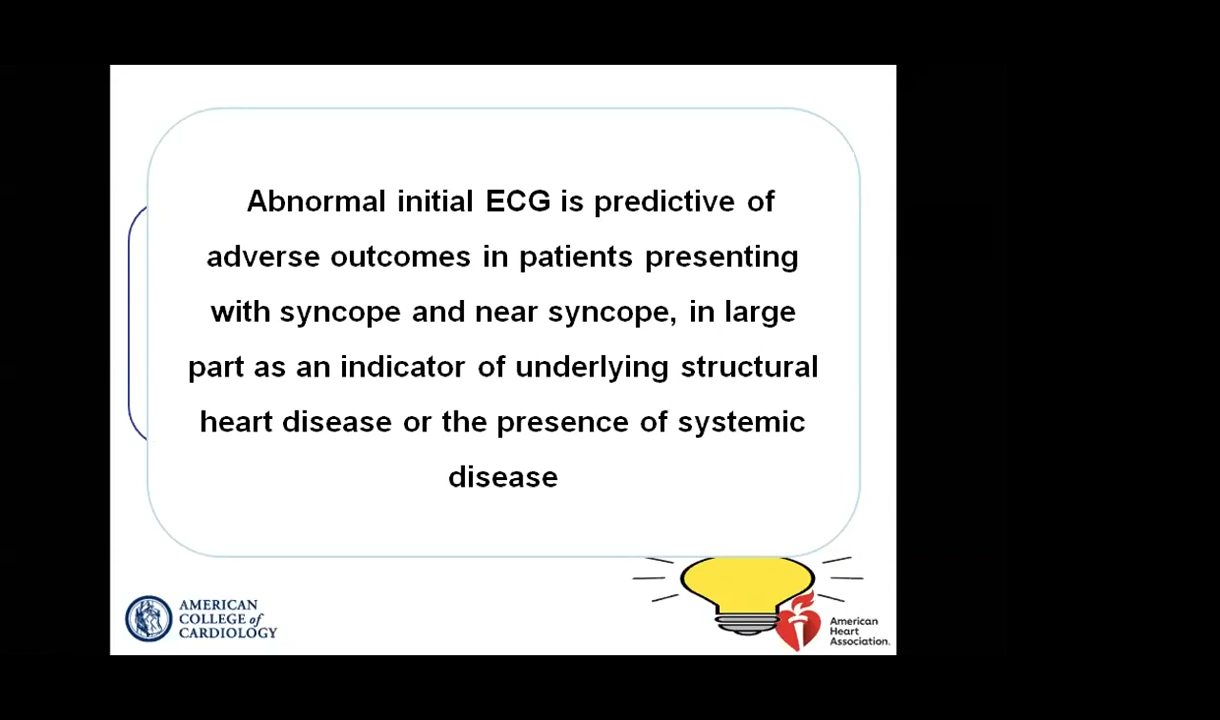 Abnormal initial ECG is predictive of
adverse outcomes in patients presenting
with syncope and near syncope, in large
part as an indicator of underlying structural
heart disease or the presence of systemic
disease
AMERICAN
COLLEGE of
CARDIOLOGY
American
Heart
Association.